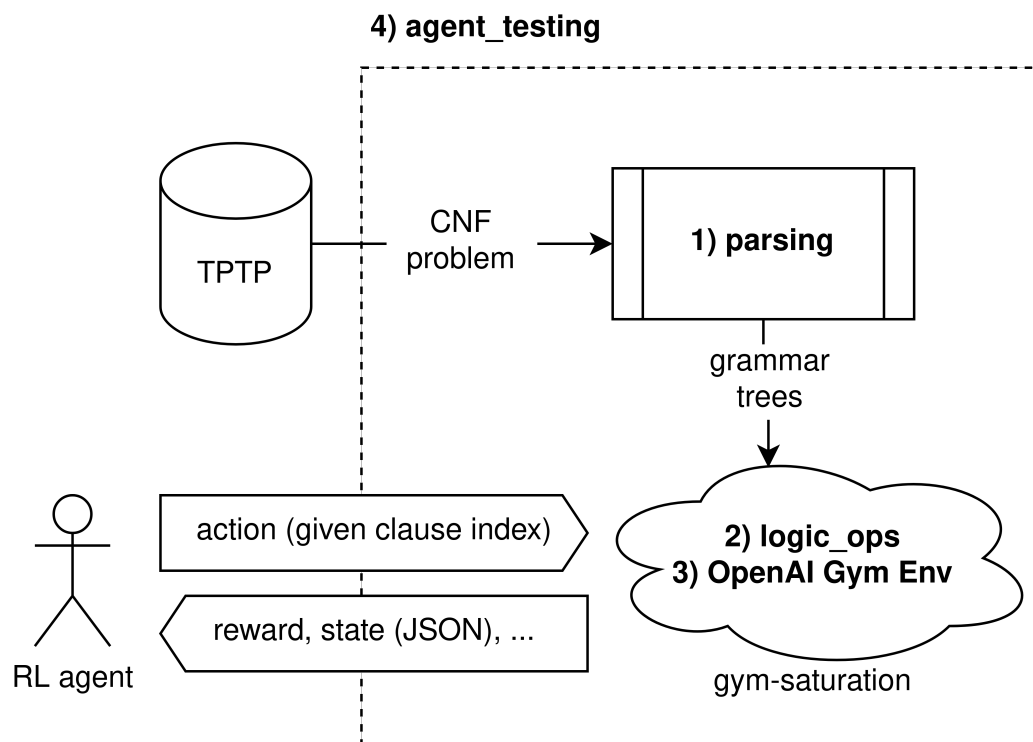 4) agent_testing
CNF
problem
TPTP
1) parsing
grammar
trees
action (given clause index)
2) logic_ops
3) OpenAI Gym Env
reward, state (JSON), ...
RL agent
gym-saturation